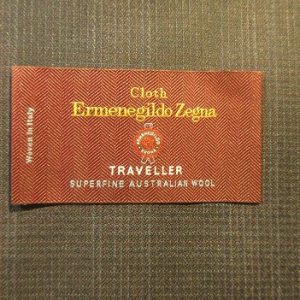 Cloth
Ermenegildo Zegna
TRAVELLER
SUPERFINE AUSTRALIAN WOOL
Woven in Italy